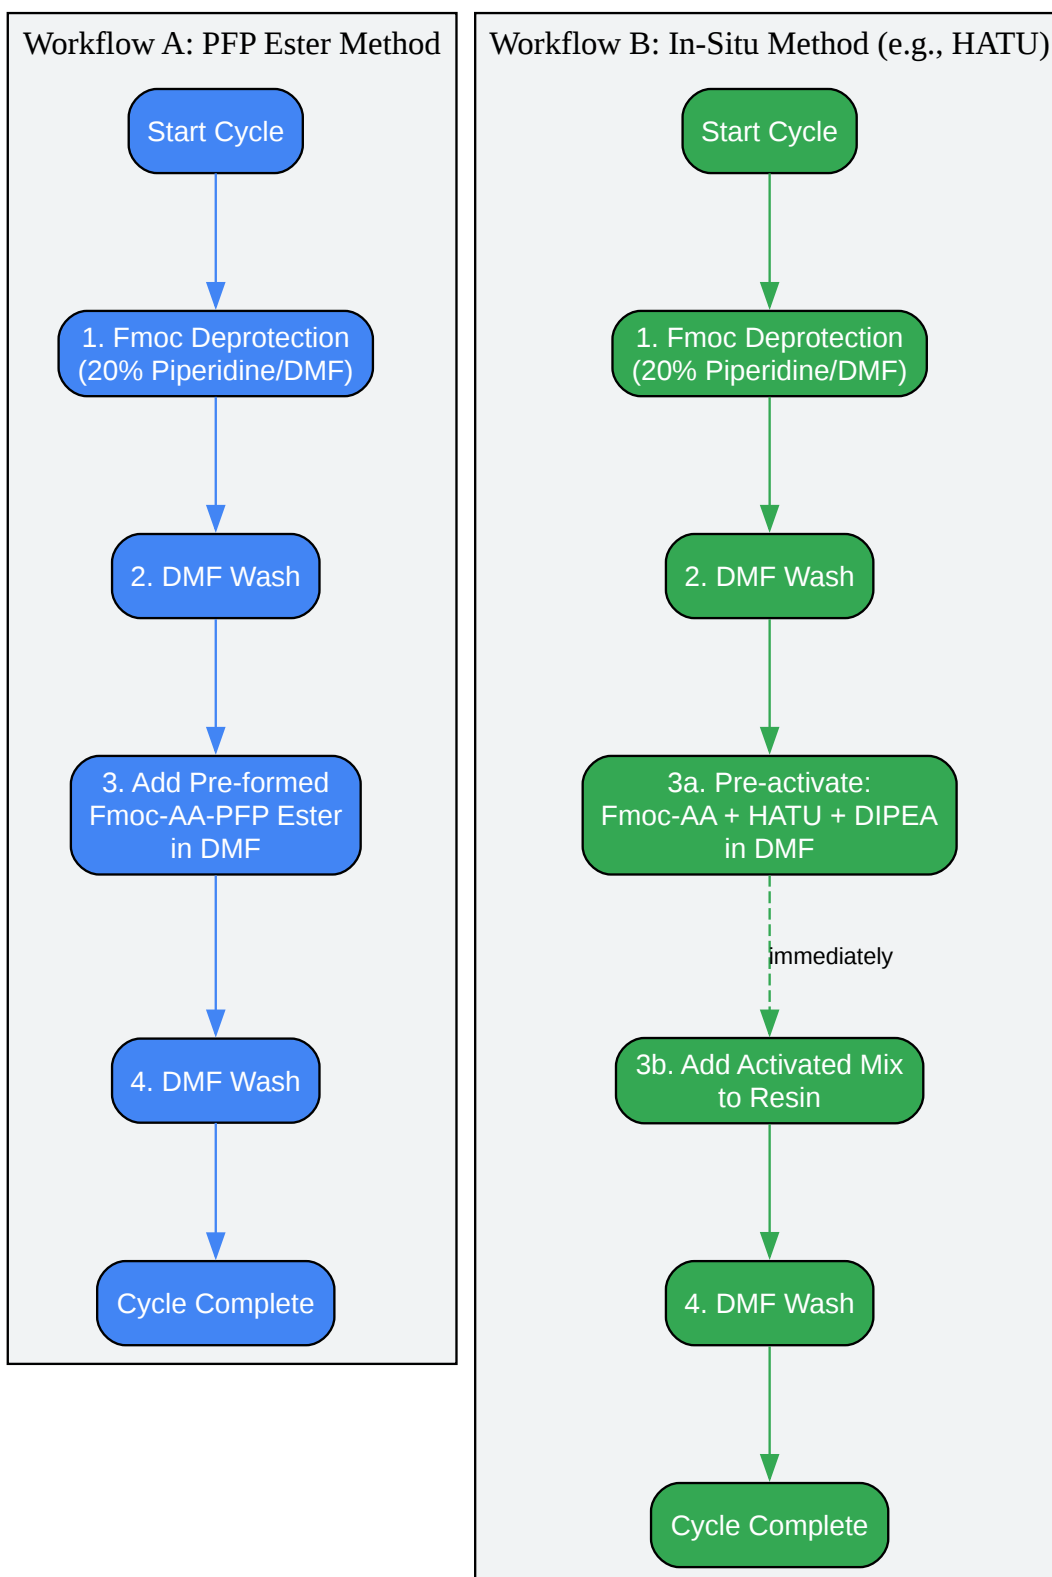 Workflow A: PFP Ester Method
Start Cycle
1. Fmoc Deprotection
(20% Piperidine/DMF)
2. DMF Wash
3. Add Pre-formed
Fmoc-AA-PFP Ester
in DMF
4. DMF Wash
Cycle Complete
Workflow B: In-Situ Method (e.g., HATU)
Start Cycle
1. Fmoc Deprotection
(20% Piperidine/DMF)
2. DMF Wash
3a. Pre-activate:
Fmoc-AA + HATU + DIPEA
in DMF
immediately
3b. Add Activated Mix
to Resin
4. DMF Wash
Cycle Complete